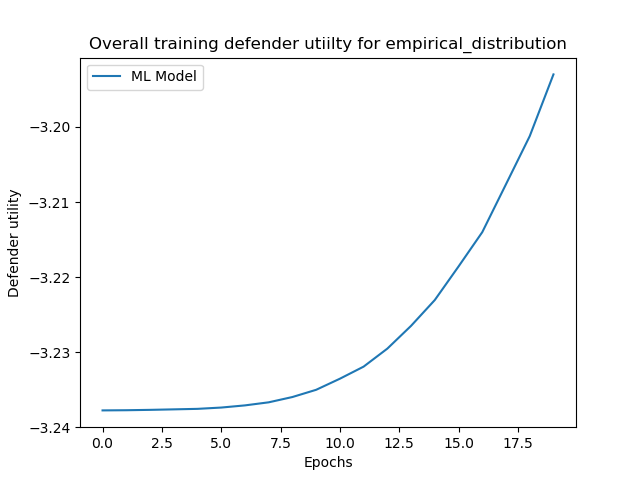 Overall training defender utiilty for empirical_distribution
ML Model
−3.20
−3.21
−3.22
−3.23
−3.24
Defender utility
0.0 2.5 5.0 7.5 10.0 12.5 15.0 17.5
Epochs